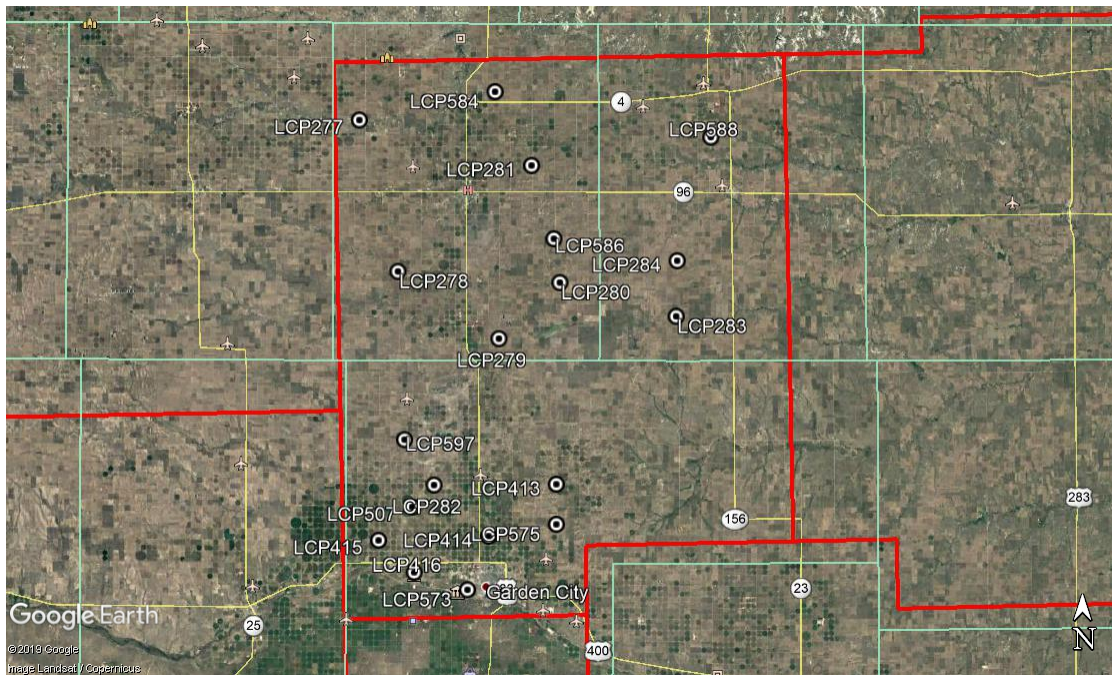 LCP584
4
LCP277
LCP588
LCP281
96
LCP586
LCP284
LCP278
LCP280
LCP283
LCP279
LCP597
LCP413
283
LCP282
LCP507
156
LCP575
LCP414
LCP415
LCP416
23
Garden City
LCP573
Google Earth
25
N
400
©2019 Google
Image Landsat / Copernicus